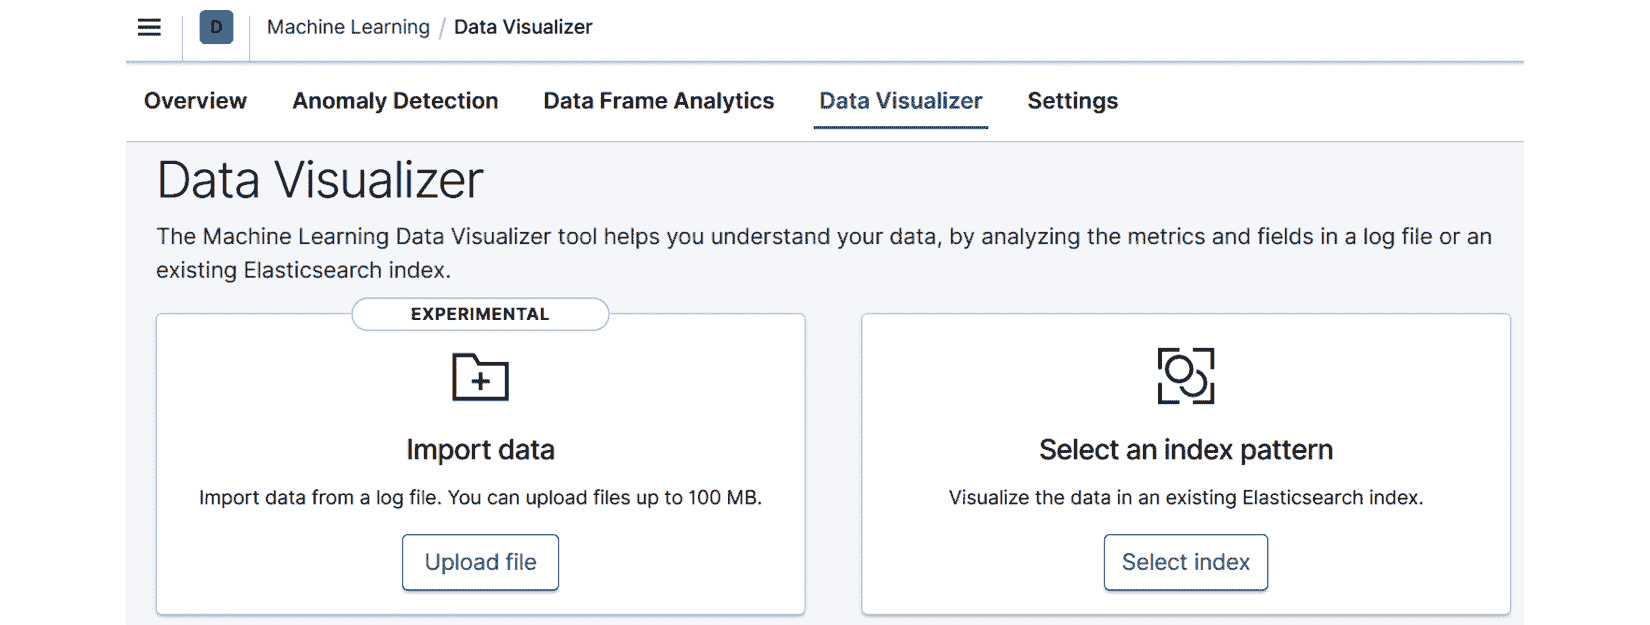 D
Machine Learning / Data Visualizer
Overview Anomaly Detection Data Frame Analytics Data Visualizer Settings
Data Visualizer
The Machine Learning Data Visualizer tool helps you understand your data, by analyzing the metrics and fields in a log file or an
existing Elasticsearch index.
EXPERIMENTAL
Import data
Import data from a log file. You can upload files up to 100 MB.
Upload file
Select an index pattern
Visualize the data in an existing Elasticsearch index.
Select index